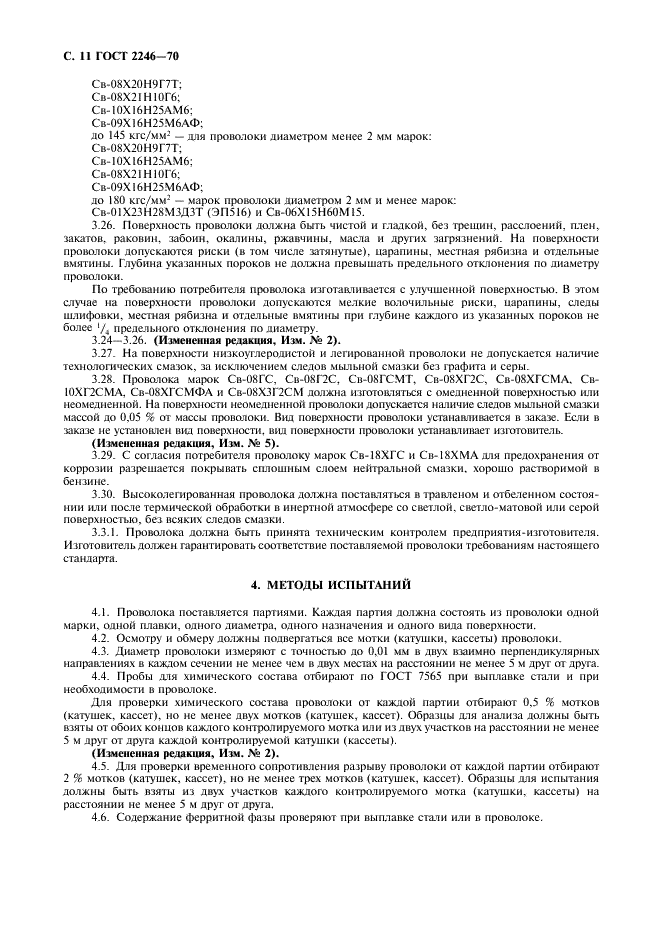 С. 11 ГОСТ 2246—70
Св-08Х20Н9Г7Т;
Св-08Х21Н10Г6;
Св-10Х16Н25АМ6;
Св-09Х16Н25М6АФ;
до 145 кгс/мм² — для проволоки диаметром менее 2 мм марок:
Св-08Х20Н9Г7Т;
Св-10Х16Н25АМ6;
Св-08Х21Н10Г6;
Св-09Х16Н25М6АФ;
до 180 кгс/мм² — марок проволоки диаметром 2 мм и менее марок:
Св-01Х23Н28М3Д3Т (ЭП516) и Св-06Х15Н60М15.
3.26. Поверхность проволоки должна быть чистой и гладкой, без трещин, расслоений, плен,
закатов, раковин, забоин, окалины, ржавчины, масла и других загрязнений. На поверхности
проволоки допускаются риски (в том числе затянутые), царапины, местная рябизна и отдельные
вмятины. Глубина указанных пороков не должна превышать предельного отклонения по диаметру
проволоки.
По требованию потребителя проволока изготавливается с улучшенной поверхностью. В этом
случае на поверхности проволоки допускаются мелкие волочильные риски, царапины, следы
шлифовки, местная рябизна и отдельные вмятины при глубине каждого из указанных пороков не
более ¹/₄ предельного отклонения по диаметру.
3.24—3.26. (Измененная редакция, Изм. № 2).
3.27. На поверхности низкоуглеродистой и легированной проволоки не допускается наличие
технологических смазок, за исключением следов мыльной смазки без графита и серы.
3.28. Проволока марок Св-08ГС, Св-08Г2С, Св-08ГСМТ, Св-08ХГ2С, Св-08ХГСМА, Св-
10ХГ2СМА, Св-08ХГСМФА и Св-08Х3Г2СМ должна изготовляться с омедненной поверхностью или
неомедненной. На поверхности неомедненной проволоки допускается наличие следов мыльной смазки
массой до 0,05 % от массы проволоки. Вид поверхности устанавливается в заказе. Если в
заказе не установлен вид поверхности, вид поверхности проволоки устанавливает изготовитель.
(Измененная редакция, Изм. № 5).
3.29. С согласия потребителя проволоку марок Св-18ХГС и Св-18ХМА для предохранения от
коррозии разрешается покрывать сплошным слоем нейтральной смазки, хорошо растворимой в
бензине.
3.30. Высоколегированная проволока должна поставляться в травленом и отбеленном состоя-
нии или после термической обработки в инертной атмосфере со светлой, светло-матовой или серой
поверхностью, без всяких следов смазки.
3.3.1. Проволока должна быть принята техническим контролем предприятия-изготовителя.
Изготовитель должен гарантировать соответствие поставляемой проволоки требованиям настоящего
стандарта.
4. МЕТОДЫ ИСПЫТАНИЙ
4.1. Проволока поставляется партиями. Каждая партия должна состоять из проволоки одной
марки, одной плавки, одного диаметра, одного назначения и одного вида поверхности.
4.2. Осмотру и обмеру должны подвергаться все мотки (катушки, кассеты) проволоки.
4.3. Диаметр проволоки измеряют с точностью до 0,01 мм в двух взаимно перпендикулярных
направлениях в каждом сечении не менее чем в двух местах на расстоянии не менее 5 м друг от друга.
4.4. Пробы для химического состава отбирают по ГОСТ 7565 при выплавке стали и при
необходимости в проволоке.
Для проверки химического состава проволоки от каждой партии отбирают 0,5 % мотков
(катушек, кассет), но не менее двух мотков (катушек, кассет). Образцы для анализа должны быть
взяты от обоих концов каждого контролируемого мотка или из двух участков на расстоянии не менее
5 м друг от друга каждой контролируемой катушки (кассеты).
(Измененная редакция, Изм. № 2).
4.5. Для проверки временного сопротивления разрыву проволоки от каждой партии отбирают
2 % мотков (катушек, кассет), но не менее трех мотков (катушек, кассет). Образцы для испытания
должны быть взяты из двух участков каждого контролируемого мотка (катушки, кассеты) на
расстоянии не менее 5 м друг от друга.
4.6. Содержание ферритной фазы проверяют при выплавке стали или в проволоке.